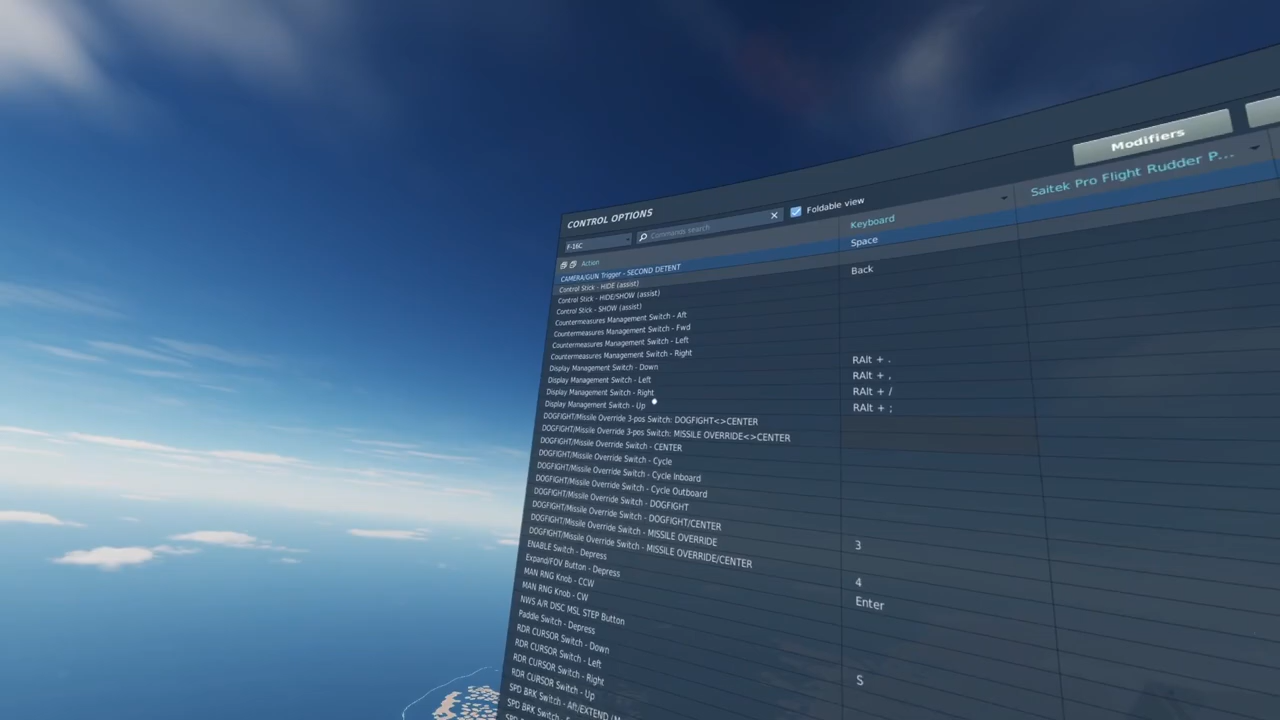 Modifiers
Saitek Pro Flight Rudder P...
CONTROL OPTIONS
Foldable view
F-16C
Commands search
Keyboard
Action
Space
CAMERA/GUN Trigger - SECOND DETENT
Control Stick - HIDE (assist)
Back
Control Stick - HIDE/SHOW (assist)
Control Stick - SHOW (assist)
Countermeasures Management Switch - Aft
Countermeasures Management Switch - Fwd
Countermeasures Management Switch - Left
Countermeasures Management Switch - Right
Display Management Switch - Down
RAlt + .
Display Management Switch - Left
RAlt + ,
Display Management Switch - Right
RAlt + /
Display Management Switch - Up
RAlt + ;
DOGFIGHT/Missile Override 3-pos Switch: DOGFIGHT<>CENTER
DOGFIGHT/Missile Override 3-pos Switch: MISSILE OVERRIDE<>CENTER
DOGFIGHT/Missile Override Switch - CENTER
DOGFIGHT/Missile Override Switch - Cycle
DOGFIGHT/Missile Override Switch - Cycle Inboard
DOGFIGHT/Missile Override Switch - Cycle Outboard
DOGFIGHT/Missile Override Switch - DOGFIGHT
DOGFIGHT/Missile Override Switch - DOGFIGHT/CENTER
DOGFIGHT/Missile Override Switch - MISSILE OVERRIDE
DOGFIGHT/Missile Override Switch - MISSILE OVERRIDE/CENTER
ENABLE Switch - Depress
3
Expand/FOV Button - Depress
MAN RNG Knob - CCW
4
MAN RNG Knob - CW
Enter
NWS A/R DISC MSL STEP Button
Paddle Switch - Depress
RDR CURSOR Switch - Down
RDR CURSOR Switch - Left
S
RDR CURSOR Switch - Right
RDR CURSOR Switch - Up
SPD BRK Switch - Aft/EXTEND
SPD BRK Switch